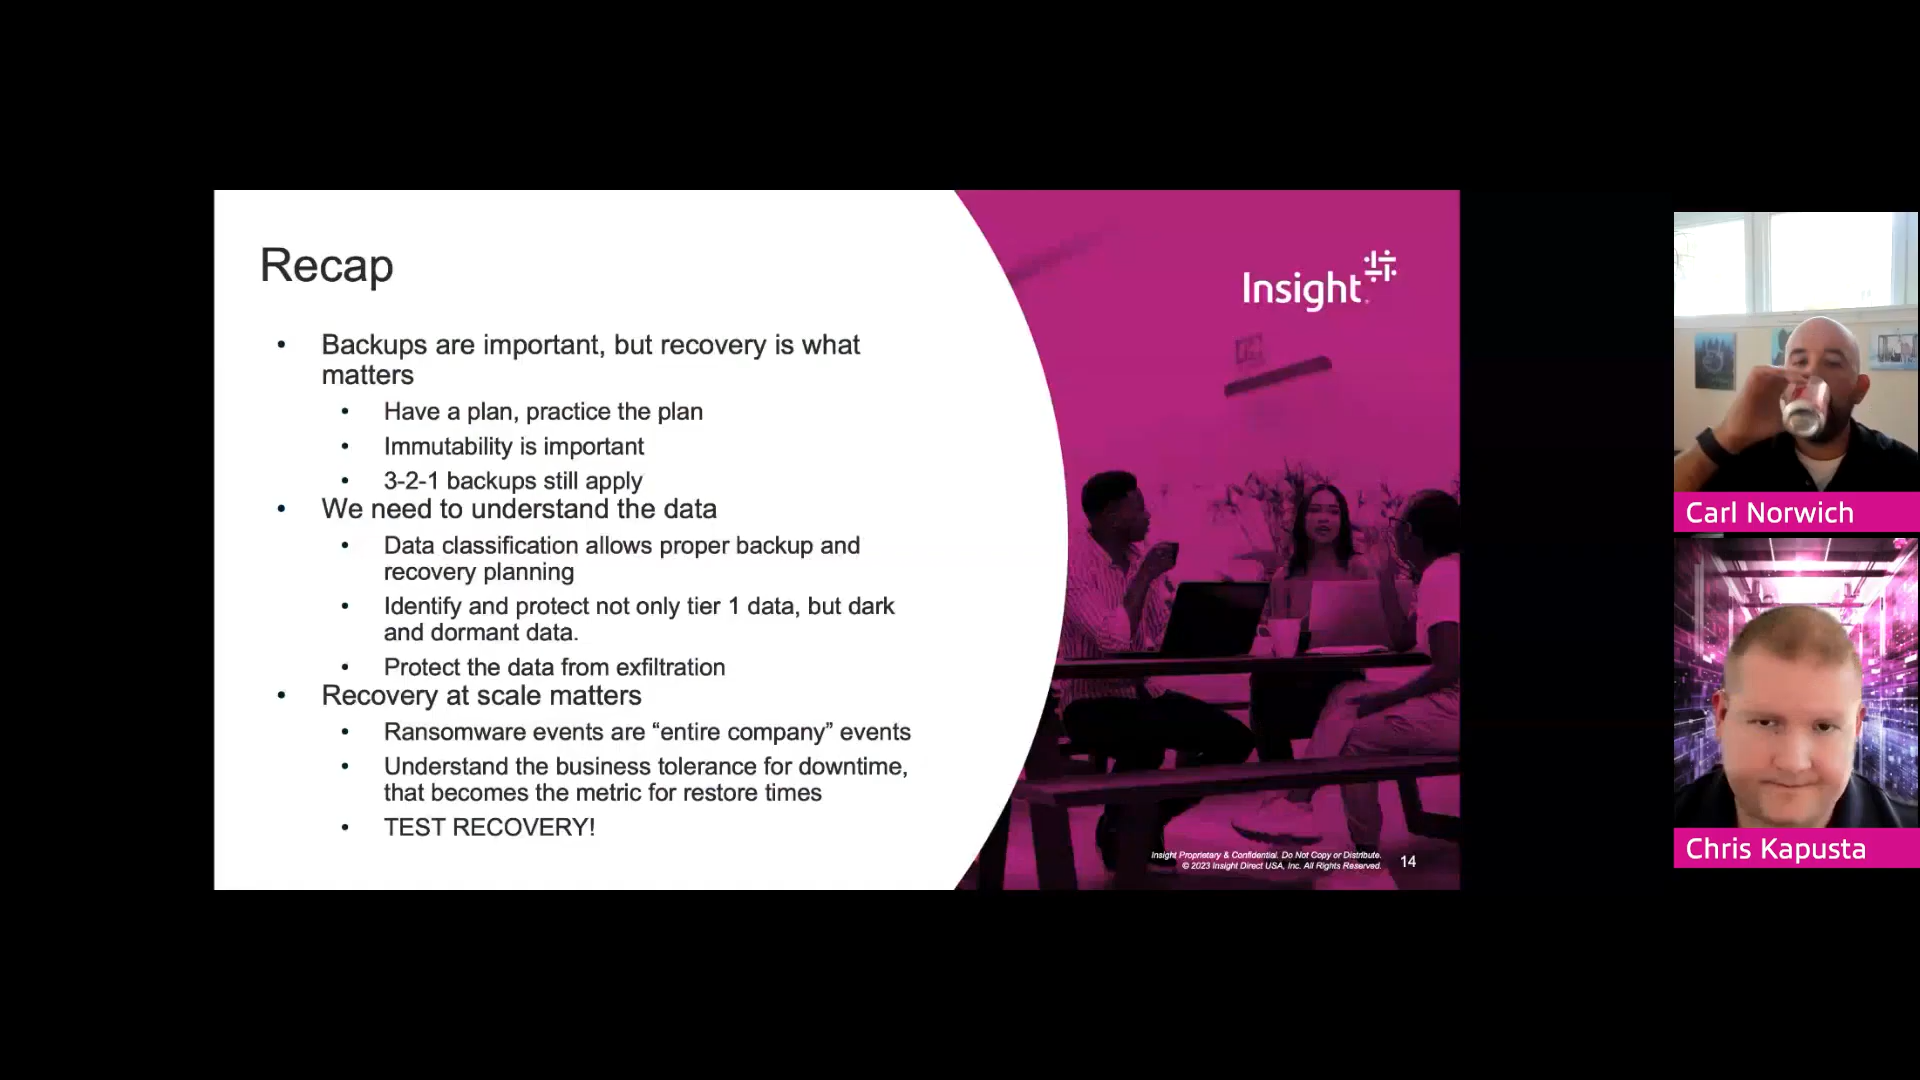 Recap
Insight
• Backups are important, but recovery is what
matters
• Have a plan, practice the plan
• Immutability is important
• 3-2-1 backups still apply
• We need to understand the data
• Data classification allows proper backup and
recovery planning
• Identify and protect not only tier 1 data, but dark
and dormant data.
• Protect the data from exfiltration
• Recovery at scale matters
• Ransomware events are “entire company” events
• Understand the business tolerance for downtime,
that becomes the metric for restore times
• TEST RECOVERY!
Insight Proprietary & Confidential. Do Not Copy or Distribute.
© 2023 Insight Direct USA, Inc. All Rights Reserved.
14
Carl Norwich
Chris Kapusta